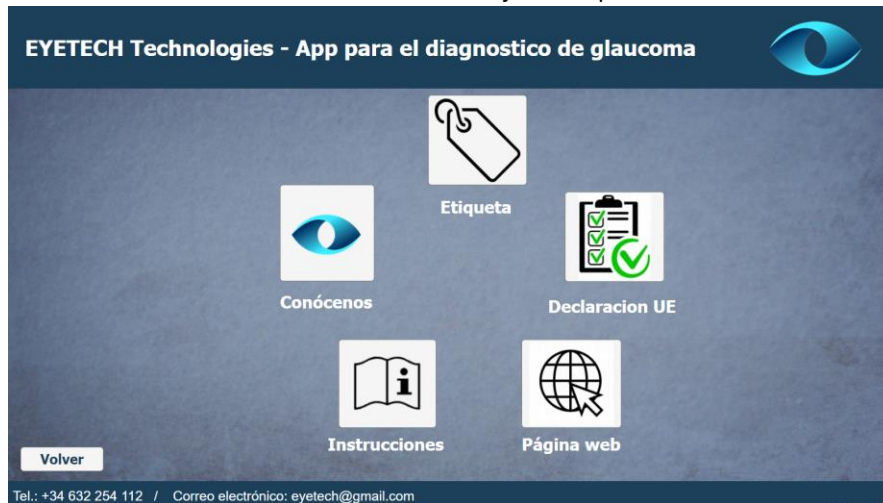 EYETECH Technologies - App para el diagnostico de glaucoma
Etiqueta
Conócenos
Declaracion UE
i
Instrucciones
Página web
Volver
Tel.: +34 632 254 112 / Correo electrónico: eyetech@gmail.com